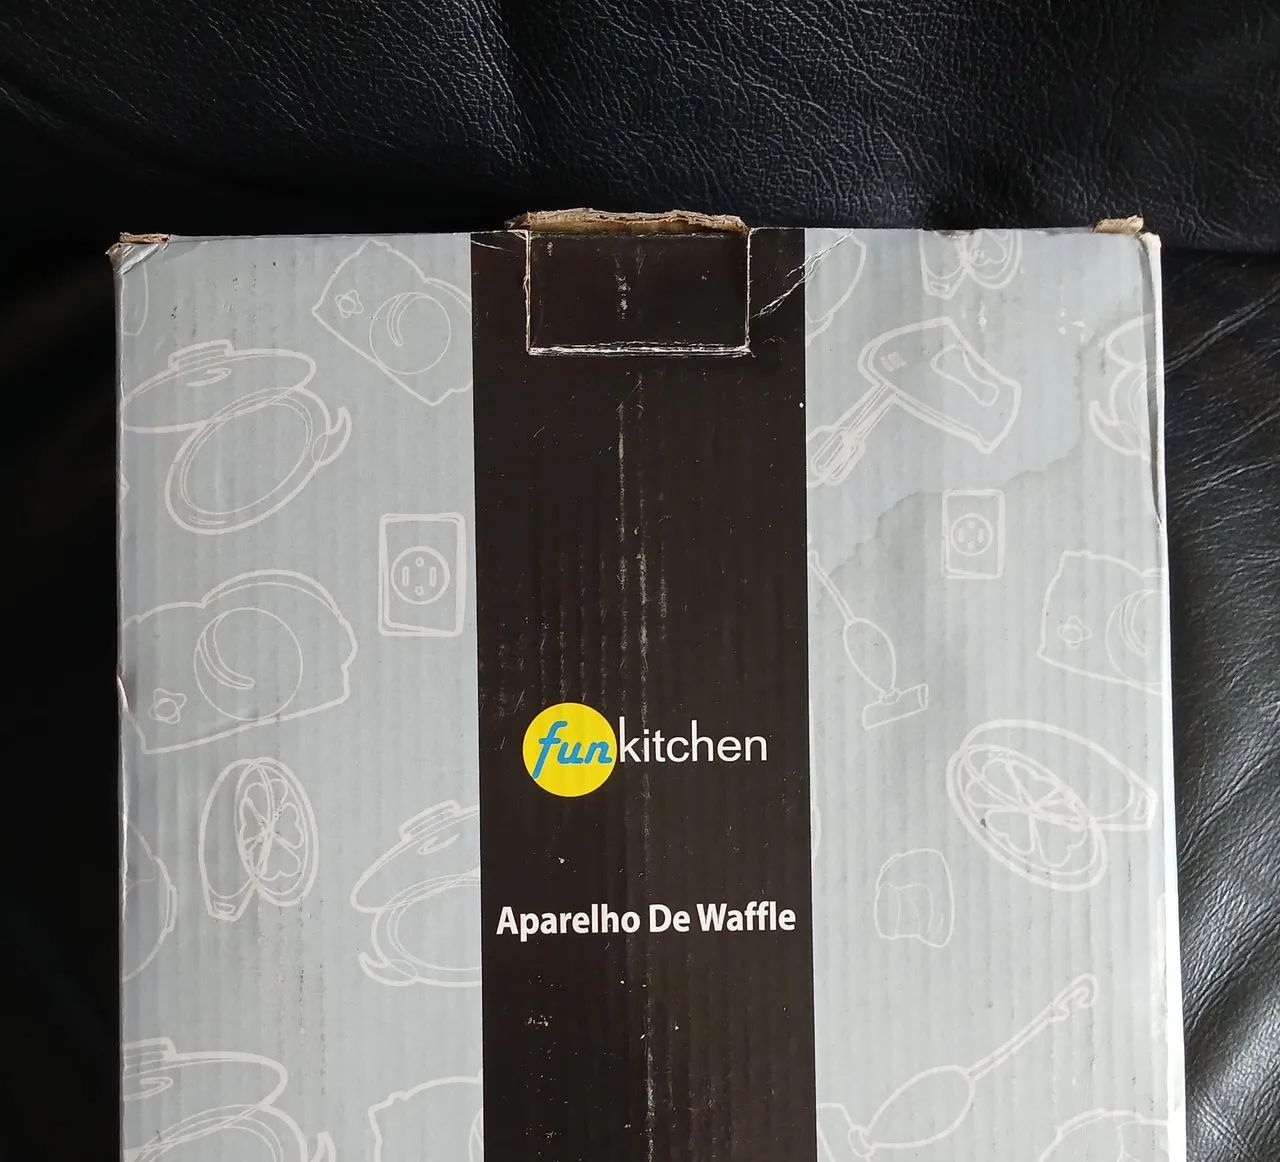 funkitchen
Aparelho De Waffle